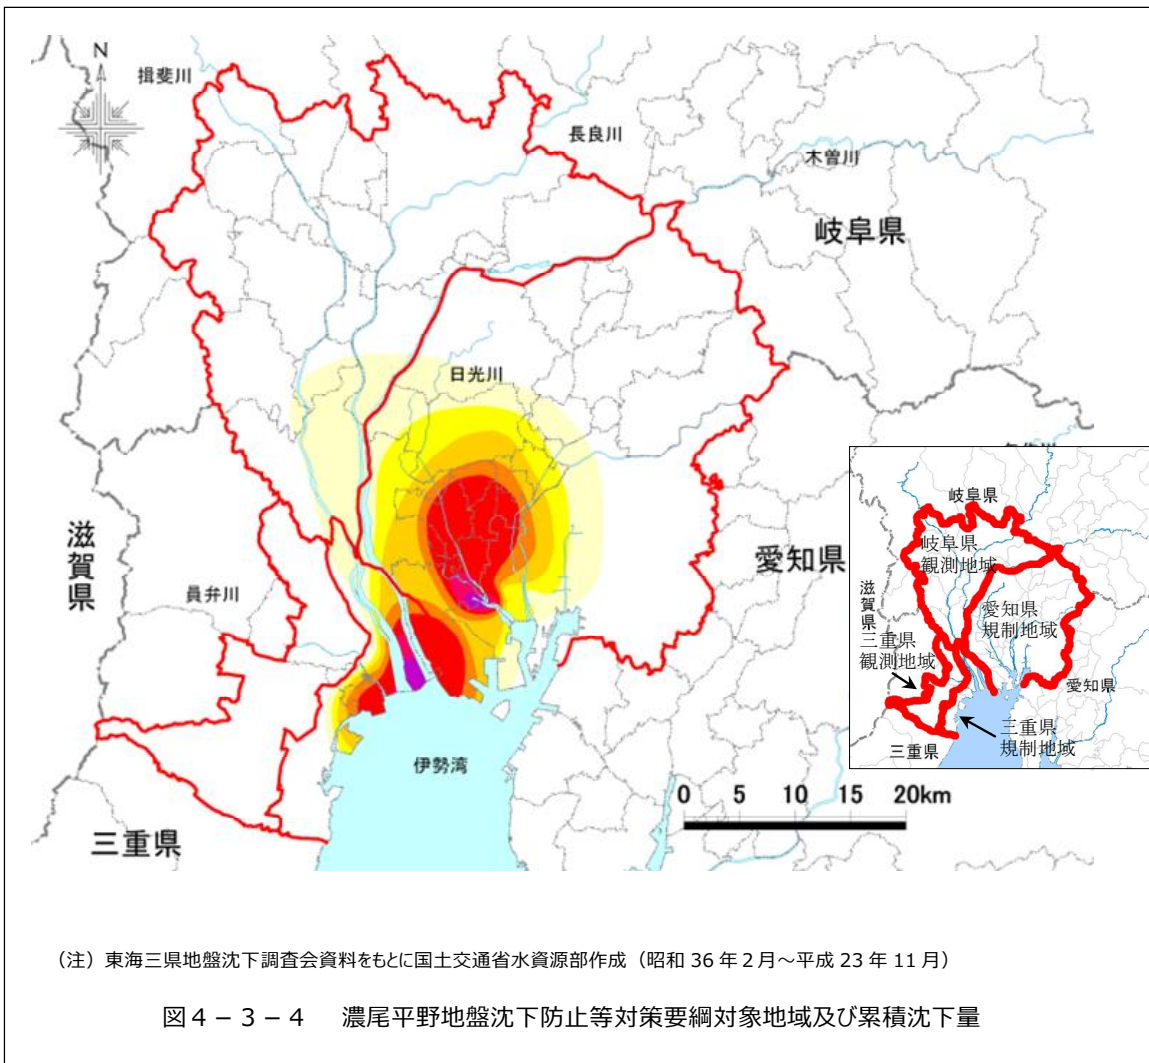 N
揖斐川
長良川
木曽川
岐阜県
日光川
滋賀県
員弁川
愛知県
伊勢湾
三重県
0 5 10 15 20km
岐阜県
岐阜県
観測地域
滋賀県
愛知県
規制地域
三重県
観測地域
愛知県
三重県
規制地域
三重県
（注）東海三県地盤沈下調査会資料をもとに国土交通省水資源部作成（昭和 36 年２月～平成 23 年 11 月）
図４－３－４　濃尾平野地盤沈下防止等対策要綱対象地域及び累積沈下量